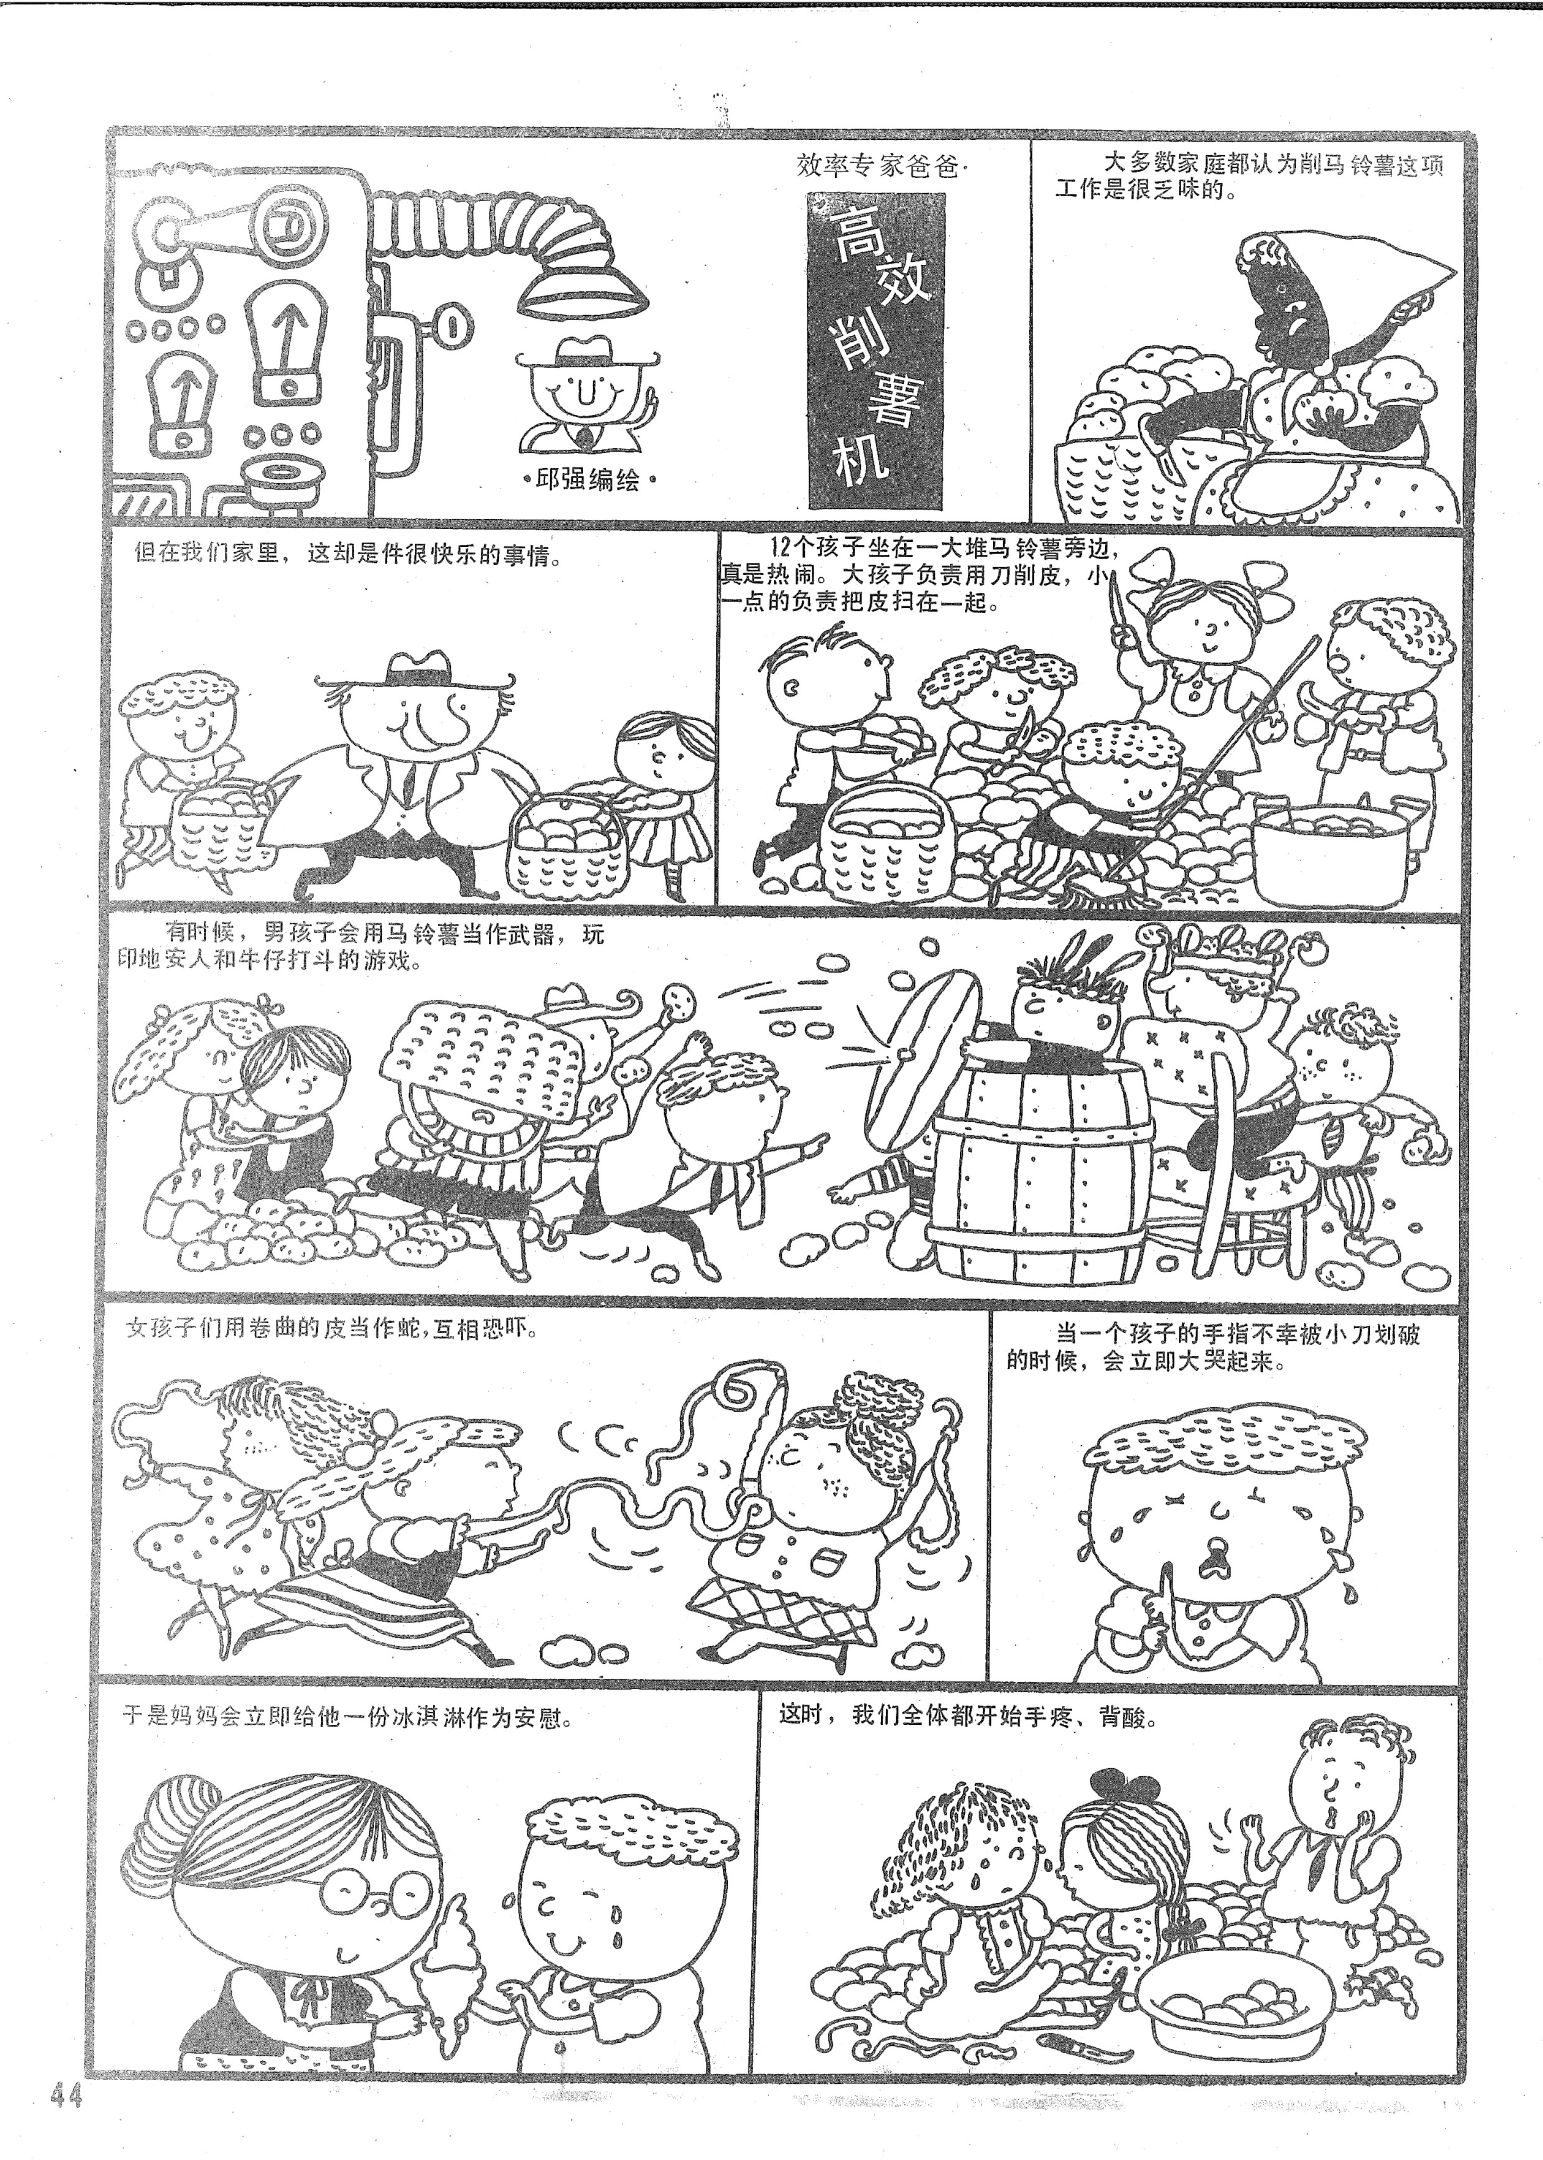 效率专家爸爸·
高效削薯机
·邱强编绘·
大多数家庭都认为削马铃薯这项
工作是很乏味的。
但在我们家里，这却是件很快乐的事情。
12个孩子坐在一大堆马铃薯旁边，
真是热闹。大孩子负责用刀削皮，小
一点的负责把皮扫在一起。
有时候，男孩子会用马铃薯当作武器，玩
印地安人和牛仔打斗的游戏。
女孩子们用卷曲的皮当作蛇，互相恐吓。
当一个孩子的手指不幸被小刀划破
的时候，会立即大哭起来。
于是妈妈会立即给他一份冰淇淋作为安慰。
这时，我们全体都开始手疼、背酸。
44